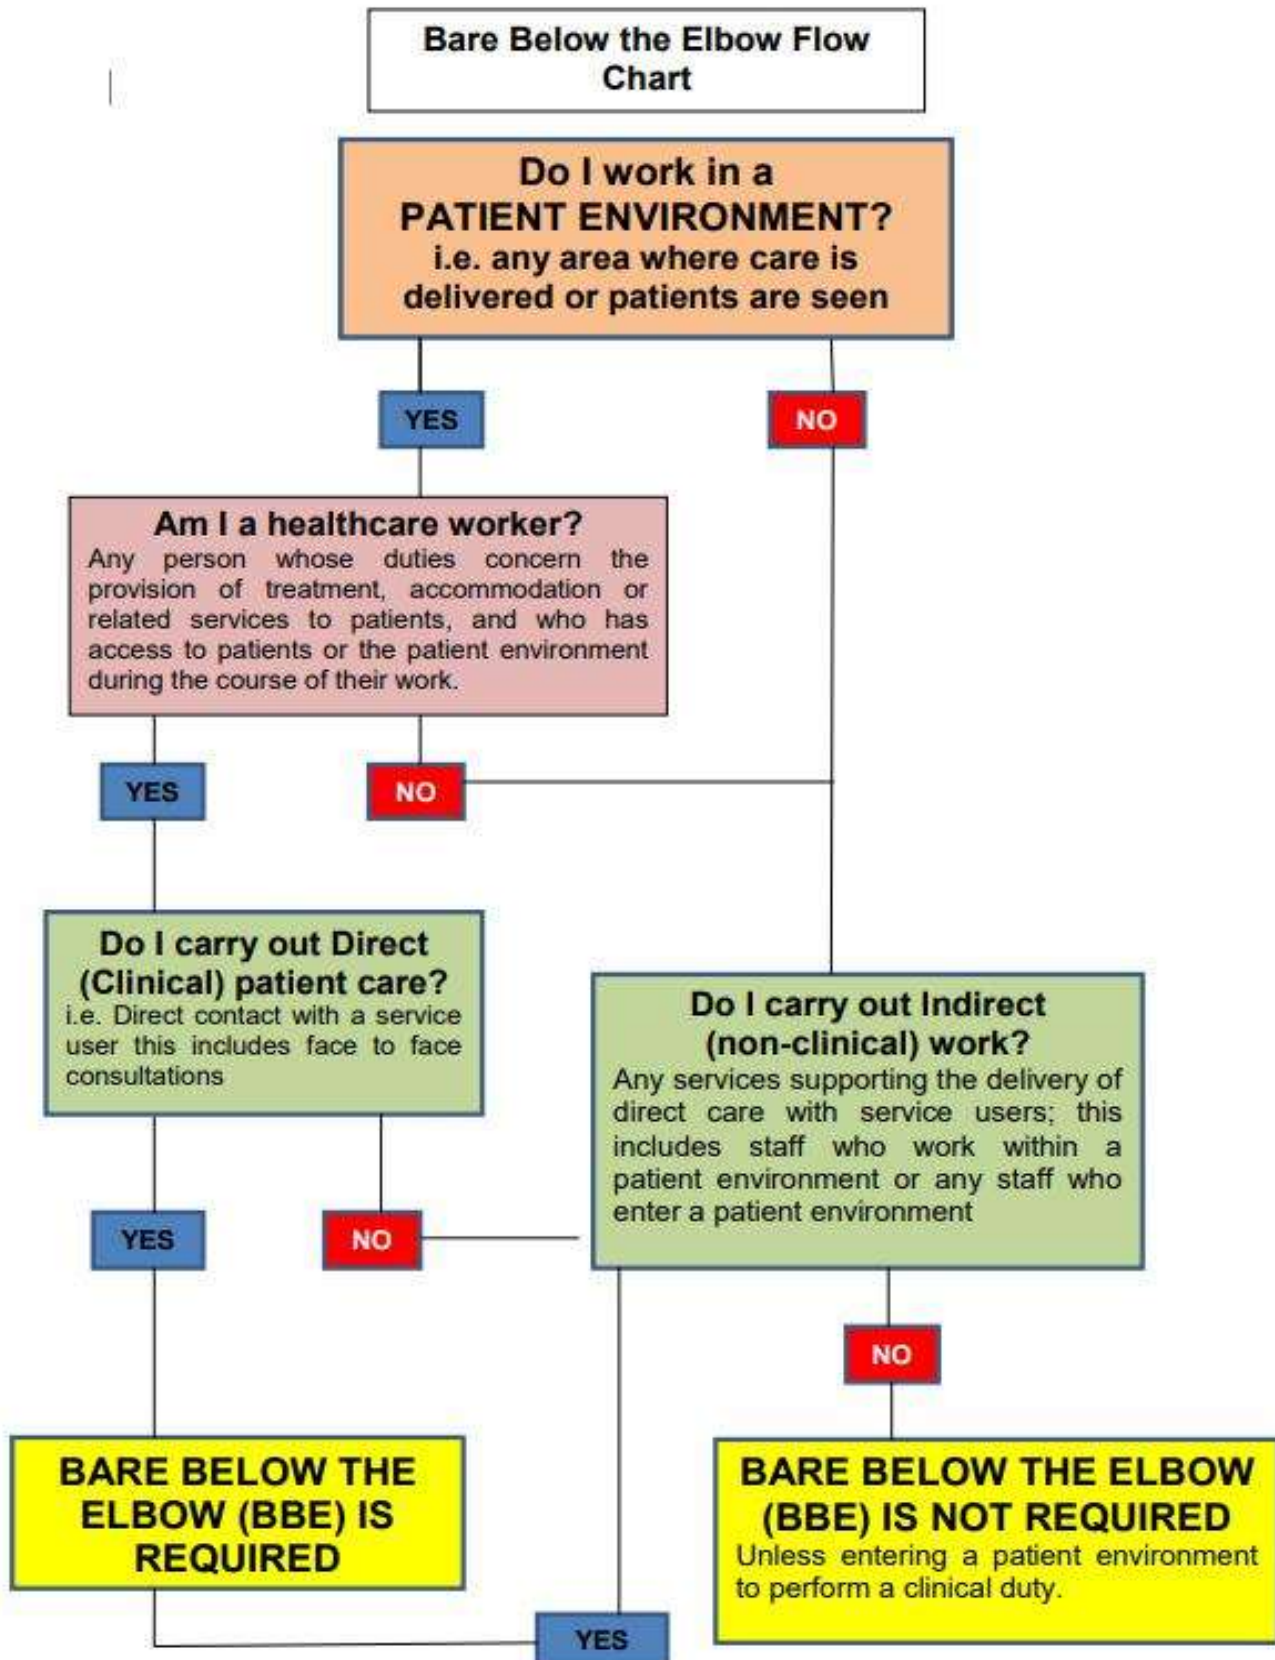 Bare Below the Elbow Flow
Chart
Do I work in a
PATIENT ENVIRONMENT?
i.e. any area where care is
delivered or patients are seen
YES
NO
Am I a healthcare worker?
Any person whose duties concern the
provision of treatment, accommodation or
related services to patients, and who has
access to patients or the patient environment
during the course of their work.
YES
NO
Do I carry out Direct
(Clinical) patient care?
i.e. Direct contact with a service
user this includes face to face
consultations
Do I carry out Indirect
(non-clinical) work?
Any services supporting the delivery of
direct care with service users; this
includes staff who work within a
patient environment or any staff who
enter a patient environment
YES
NO
NO
BARE BELOW THE
ELBOW (BBE) IS
REQUIRED
BARE BELOW THE ELBOW
(BBE) IS NOT REQUIRED
Unless entering a patient environment
to perform a clinical duty.
YES